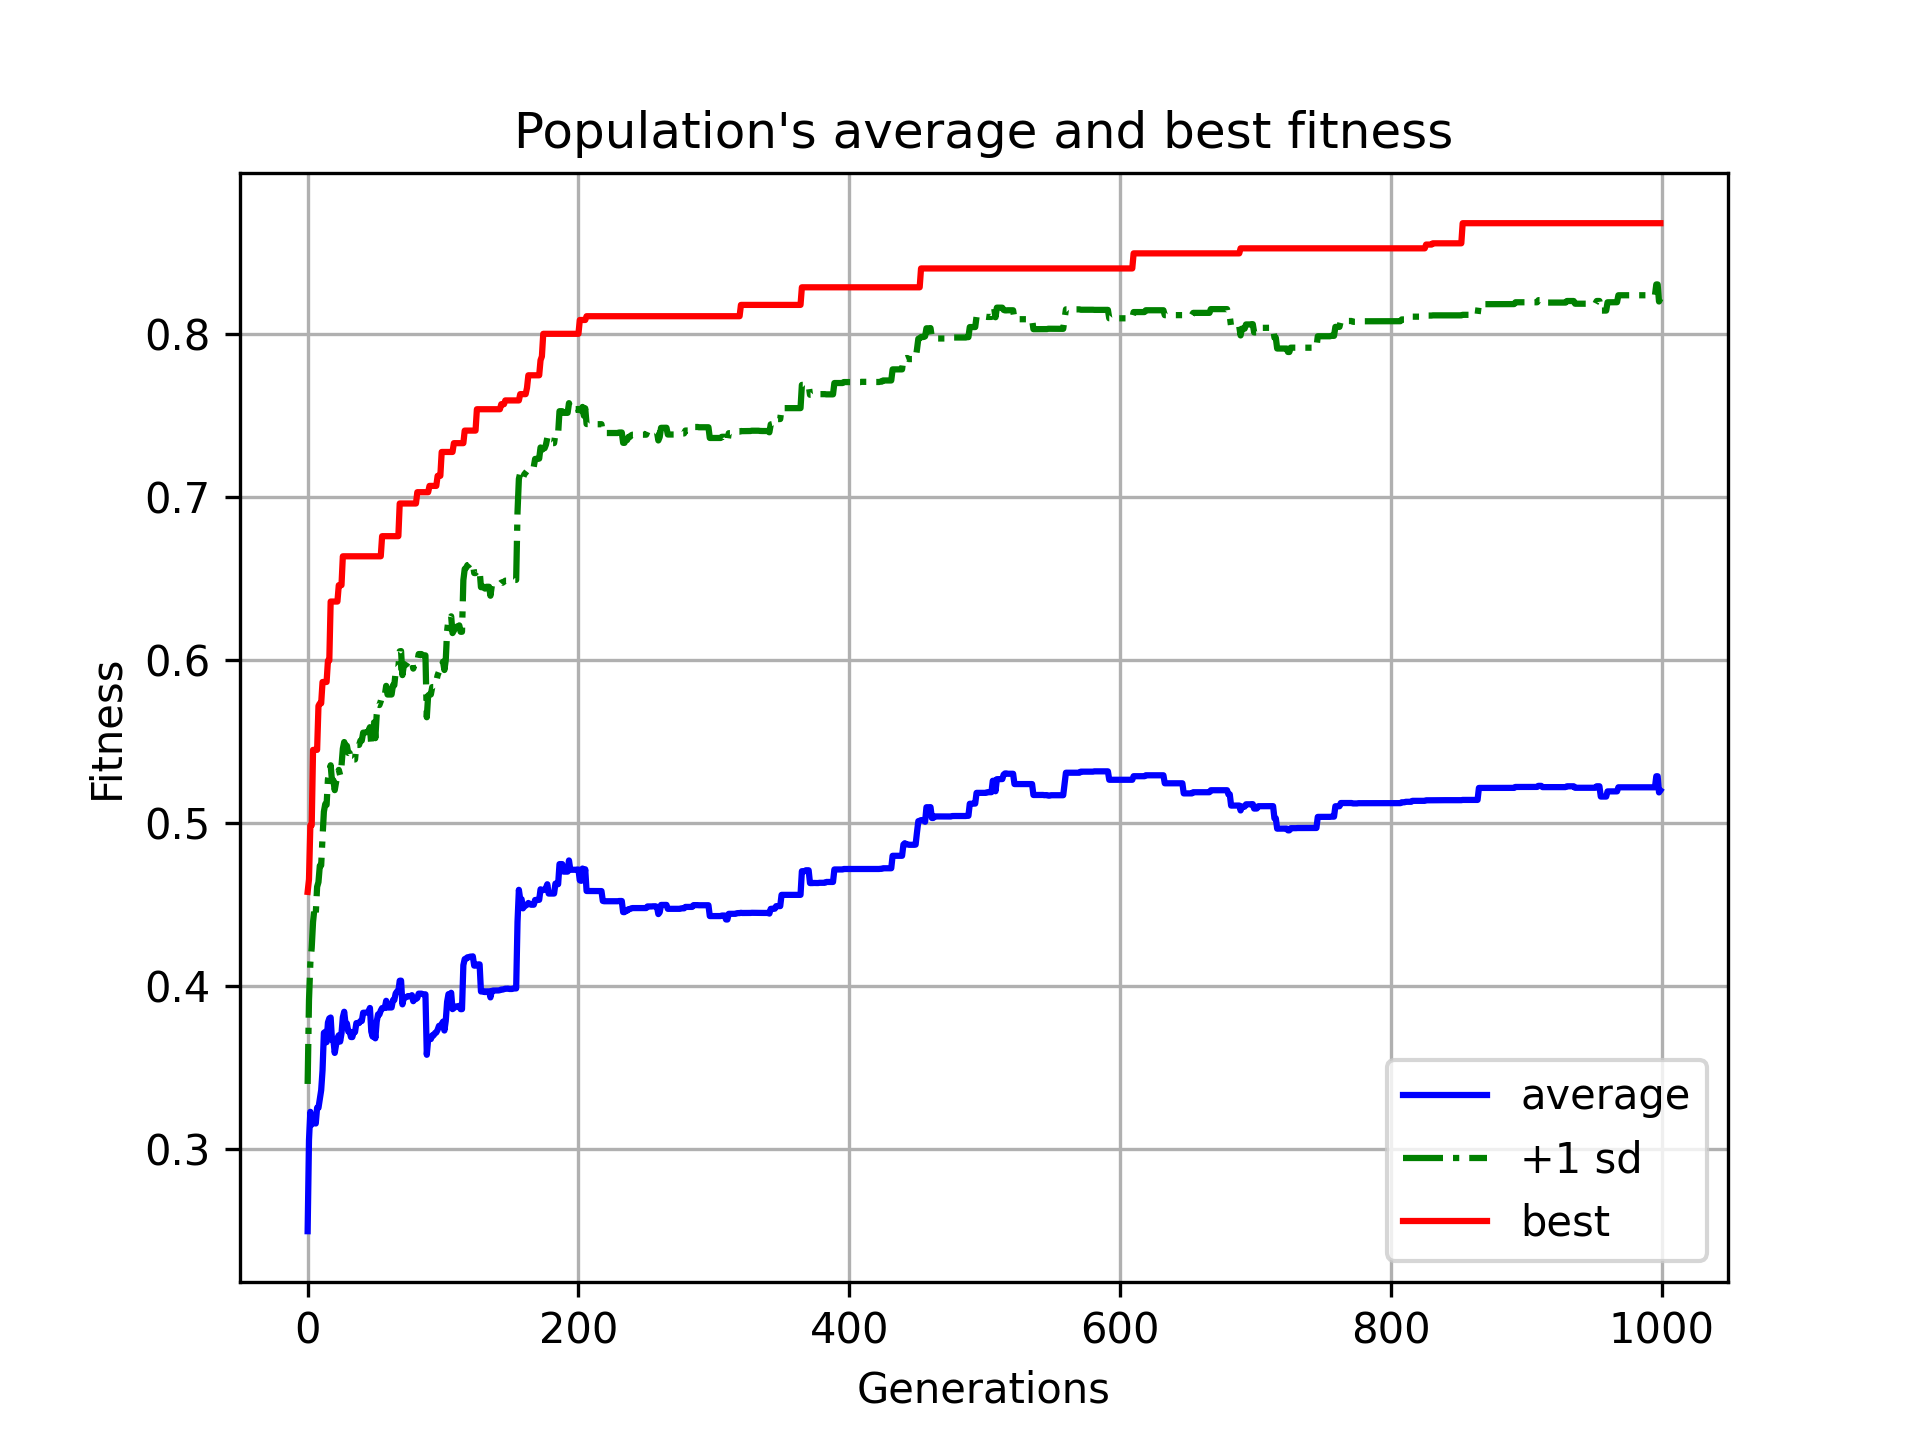 Population's average and best fitness
Fitness
0.8
0.7
0.6
0.5
0.4
0.3
average
+1 sd
best
0 200 400 600 800 1000
Generations